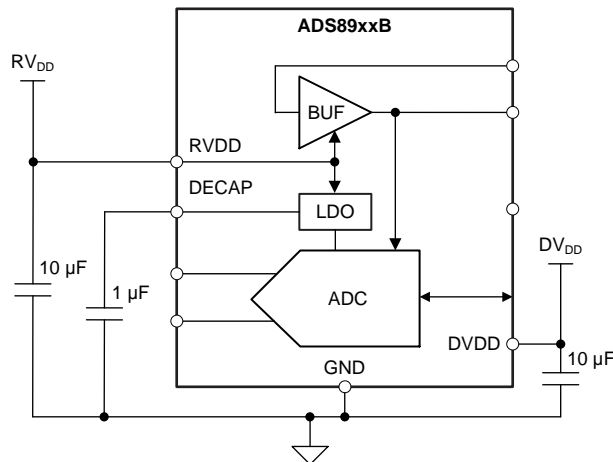 ADS89xxB
RVDD
BUF
RVDD
DECAP
LDO
10 µF
1 µF
ADC
DVDD
DVDD
10 µF
GND